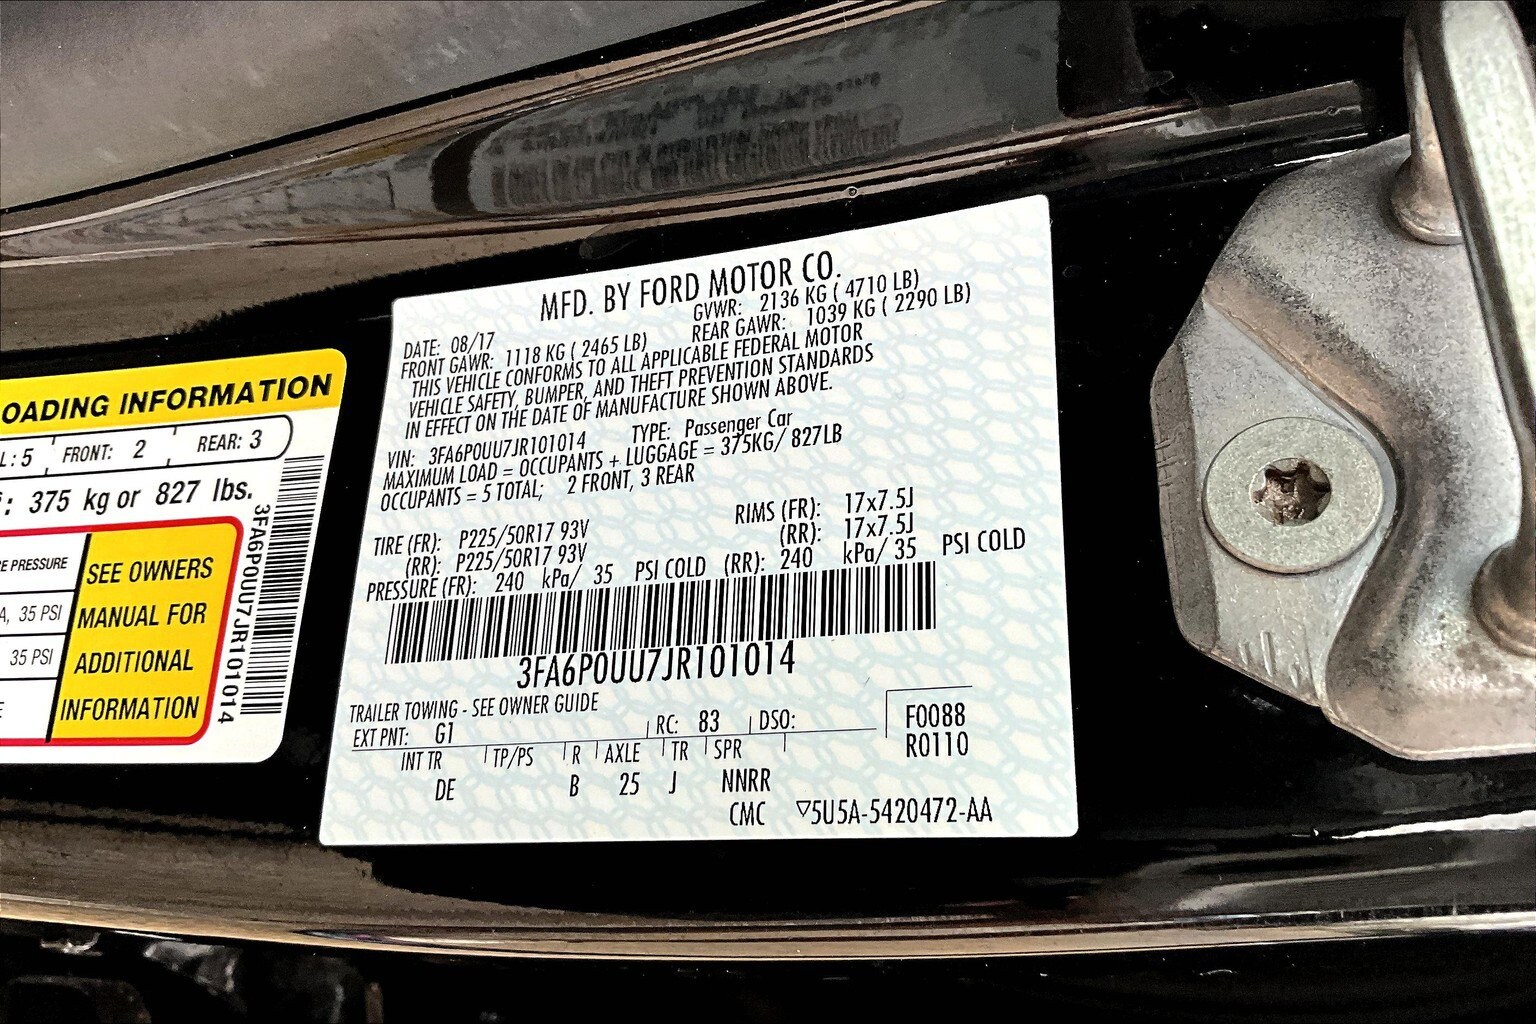 OADING INFORMATION
L: 5 FRONT: 2 REAR: 3
: 375 kg or 827 lbs.
E PRESSURE
A, 35 PSI
35 PSI
SEE OWNERS
MANUAL FOR
ADDITIONAL
INFORMATION
3FA6P0UU7JR101014
MFD. BY FORD MOTOR CO.
DATE: 08/17 GVWR: 2136 KG ( 4710 LB)
FRONT GAWR: 1118 KG ( 2465 LB) REAR GAWR: 1039 KG ( 2290 LB)
THIS VEHICLE CONFORMS TO ALL APPLICABLE FEDERAL MOTOR
VEHICLE SAFETY, BUMPER, AND THEFT PREVENTION STANDARDS
IN EFFECT ON THE DATE OF MANUFACTURE SHOWN ABOVE.
VIN: 3FA6P0UU7JR101014 TYPE: Passenger Car
MAXIMUM LOAD = OCCUPANTS + LUGGAGE = 375KG/ 827LB
OCCUPANTS = 5 TOTAL; 2 FRONT, 3 REAR
TIRE (FR): P225/50R17 93V RIMS (FR): 17x7.5J
(RR): P225/50R17 93V (RR): 17x7.5J
PRESSURE (FR): 240 kPa/ 35 PSI COLD (RR): 240 kPa/ 35 PSI COLD
3FA6P0UU7JR101014
TRAILER TOWING - SEE OWNER GUIDE
EXT PNT: G1 RC: 83 DSO: F0088
R0110
INT TR TP/PS R AXLE TR SPR
DE B 25 J NNRR
CMC ▽5U5A-5420472-AA